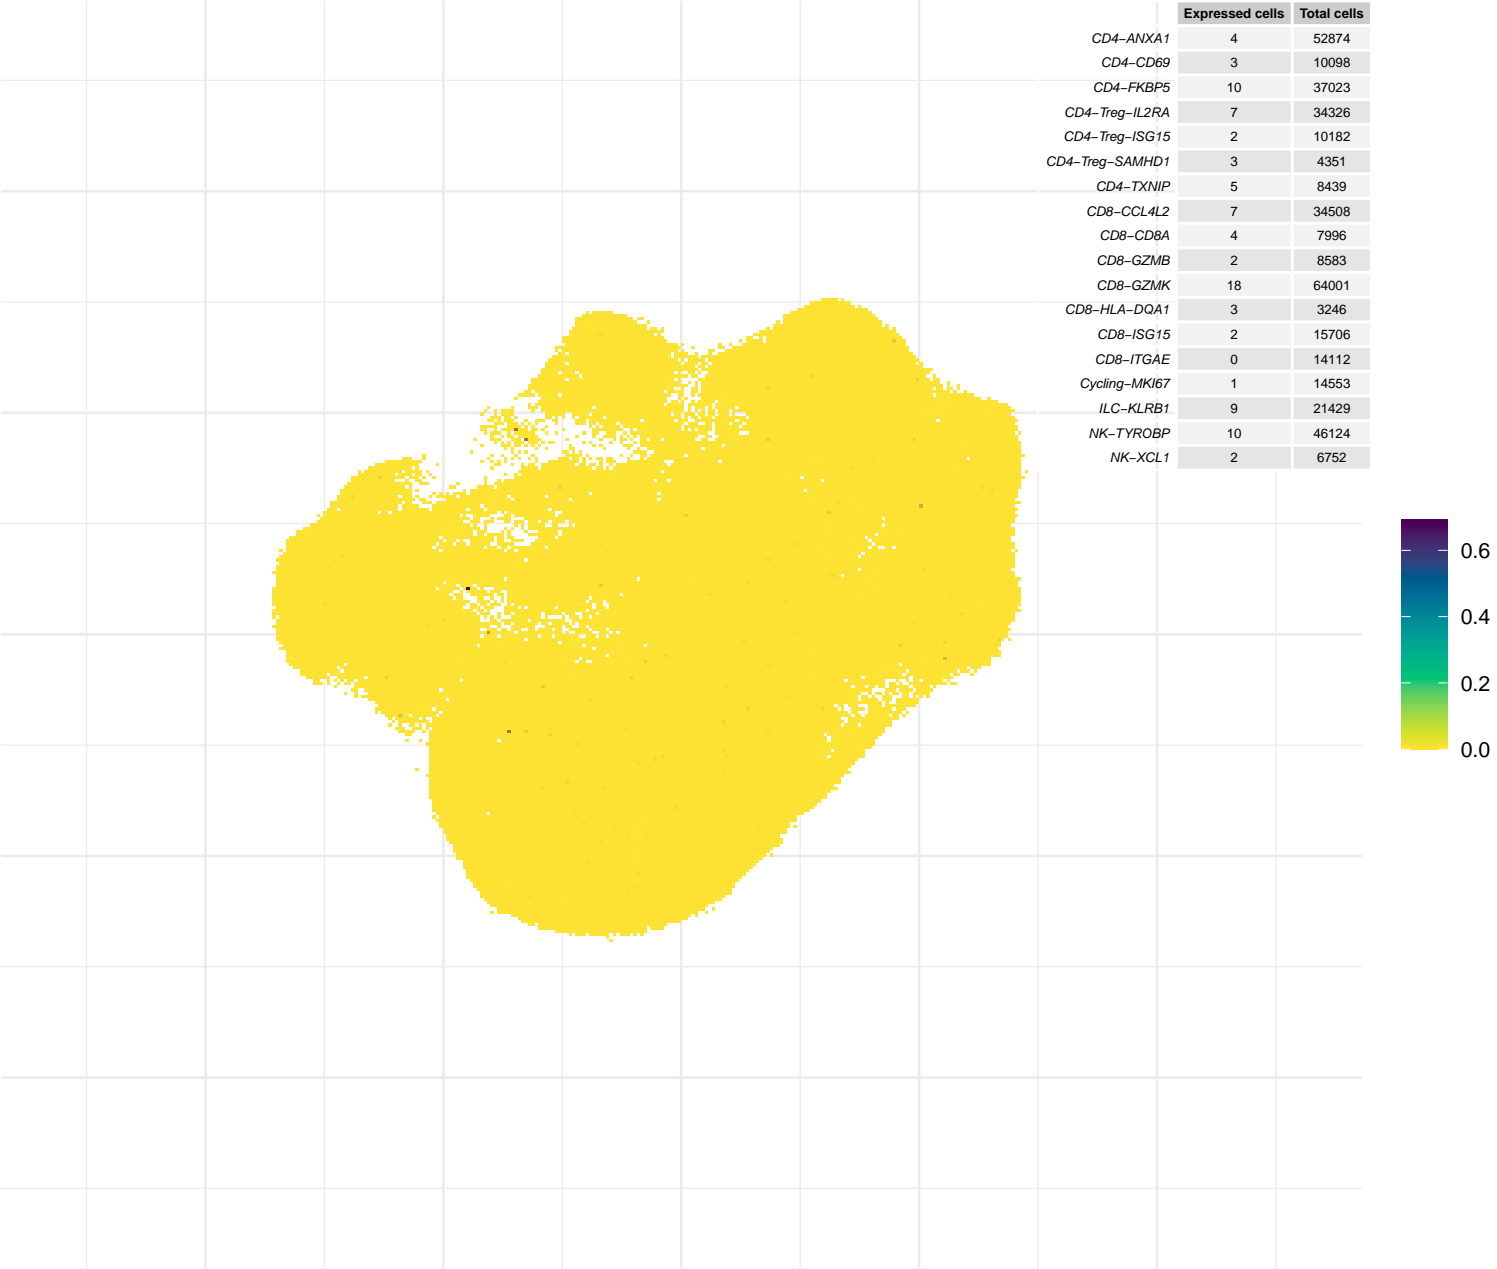 Expressed cells Total cells
CD4−ANXA1 4 52874
CD4−CD69 3 10098
CD4−FKBP5 10 37023
CD4−Treg−IL2RA 7 34326
CD4−Treg−ISG15 2 10182
CD4−Treg−SAMHD1 3 4351
CD4−TXNIP 5 8439
CD8−CCL4L2 7 34508
CD8−CD8A 4 7996
CD8−GZMB 2 8583
CD8−GZMK 18 64001
CD8−HLA−DQA1 3 3246
CD8−ISG15 2 15706
CD8−ITGAE 0 14112
Cycling−MKI67 1 14553
ILC−KLRB1 9 21429
NK−TYROBP 10 46124
NK−XCL1 2 6752
0.6
0.4
0.2
0.0